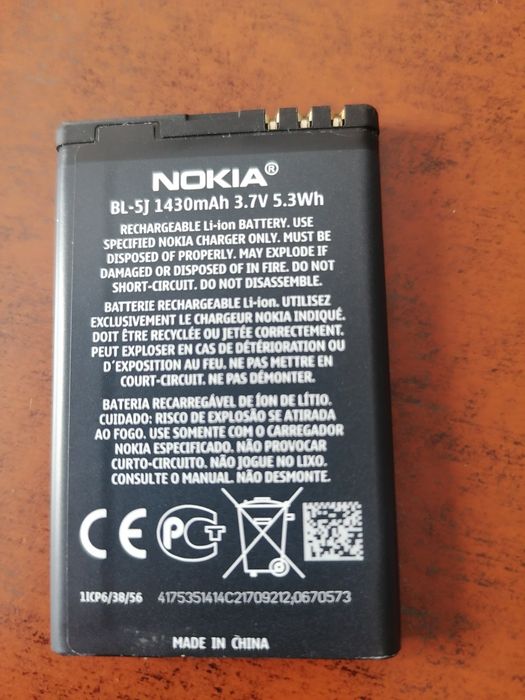 NOKIA®
BL-5J 1430mAh 3.7V 5.3Wh
RECHARGEABLE Li-ion BATTERY. USE
SPECIFIED NOKIA CHARGER ONLY. MUST BE
DISPOSED OF PROPERLY. MAY EXPLODE IF
DAMAGED OR DISPOSED OF IN FIRE. DO NOT
SHORT-CIRCUIT. DO NOT DISASSEMBLE.
BATTERIE RECHARGEABLE Li-ion. UTILISEZ
EXCLUSIVEMENT LE CHARGEUR NOKIA INDIQUÉ.
DOIT ÊTRE RECYCLÉE OU JETÉE CORRECTEMENT.
PEUT EXPLOSER EN CAS DE DÉTÉRIORATION OU
D'EXPOSITION AU FEU. NE PAS METTRE EN
COURT-CIRCUIT. NE PAS DÉMONTER.
BATERIA RECARREGÁVEL DE ÍON DE LÍTIO.
CUIDADO: RISCO DE EXPLOSÃO SE ATIRADA
AO FOGO. USE SOMENTE COM O CARREGADOR
NOKIA ESPECIFICADO. NÃO PROVOCAR
CURTO-CIRCUITO. NÃO JOGUE NO LIXO.
CONSULTE O MANUAL. NÃO DESMONTE.
CE PCT
1ICP6/38/56 4175351414C21709212,0670573
MADE IN CHINA